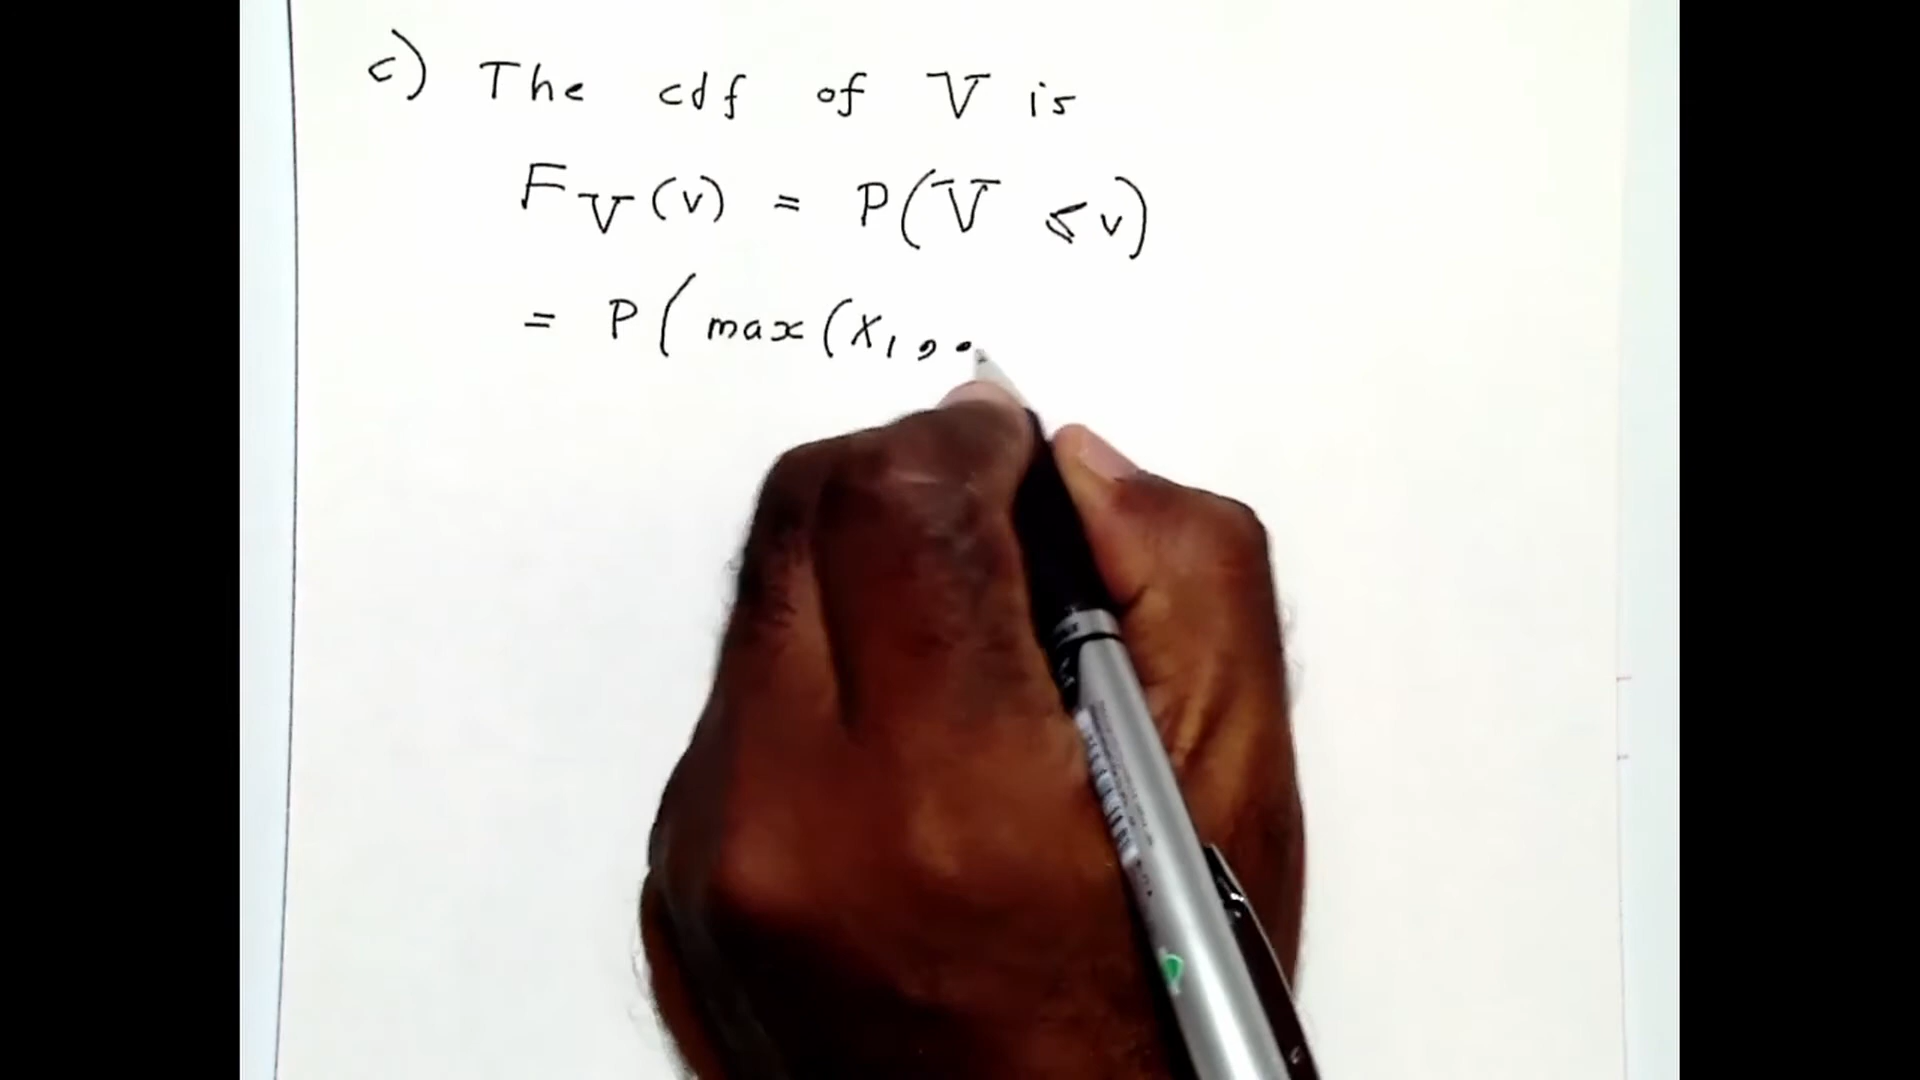 c) The cdf of V is
F_V(v) = P(V ≤ v)
= P(max(X₁, .